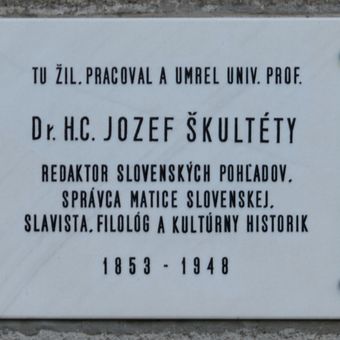 TU ŽIL, PRACOVAL A UMREL UNIV. PROF.
Dr. H.C. JOZEF ŠKULTÉTY
REDAKTOR SLOVENSKÝCH POHĽADOV,
SPRÁVCA MATICE SLOVENSKEJ,
SLAVISTA, FILOLÓG A KULTÚRNY HISTORIK
1853 - 1948